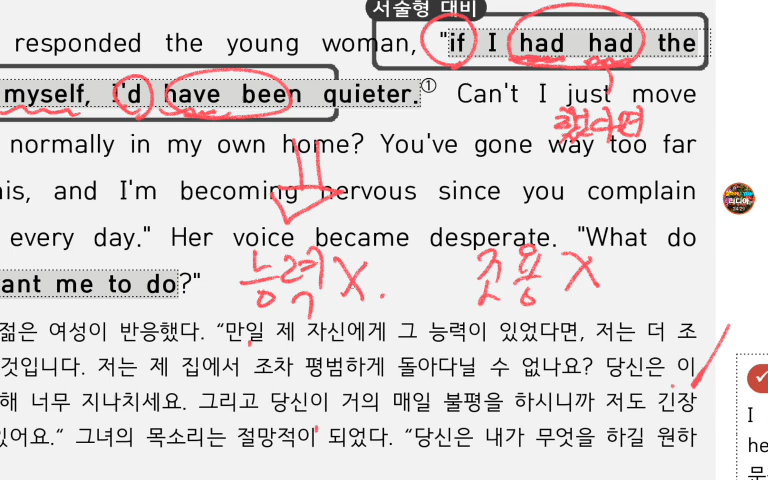 서술형 대비
responded the young woman, "if I had had the
myself, I'd have been quieter.① Can't I just move
했다면
normally in my own home? You've gone way too far
his, and I'm becoming nervous since you complain
every day." Her voice became desperate. "What do
능력 X. 조용 X
ant me to do?"
젊은 여성이 반응했다. “만일 제 자신에게 그 능력이 있었다면, 저는 더 조
것입니다. 저는 제 집에서 조차 평범하게 돌아다닐 수 없나요? 당신은 이
해 너무 지나치세요. 그리고 당신이 거의 매일 불평을 하시니까 저도 긴장
있어요.“ 그녀의 목소리는 절망적이 되었다. “당신은 내가 무엇을 하길 원하
I
he